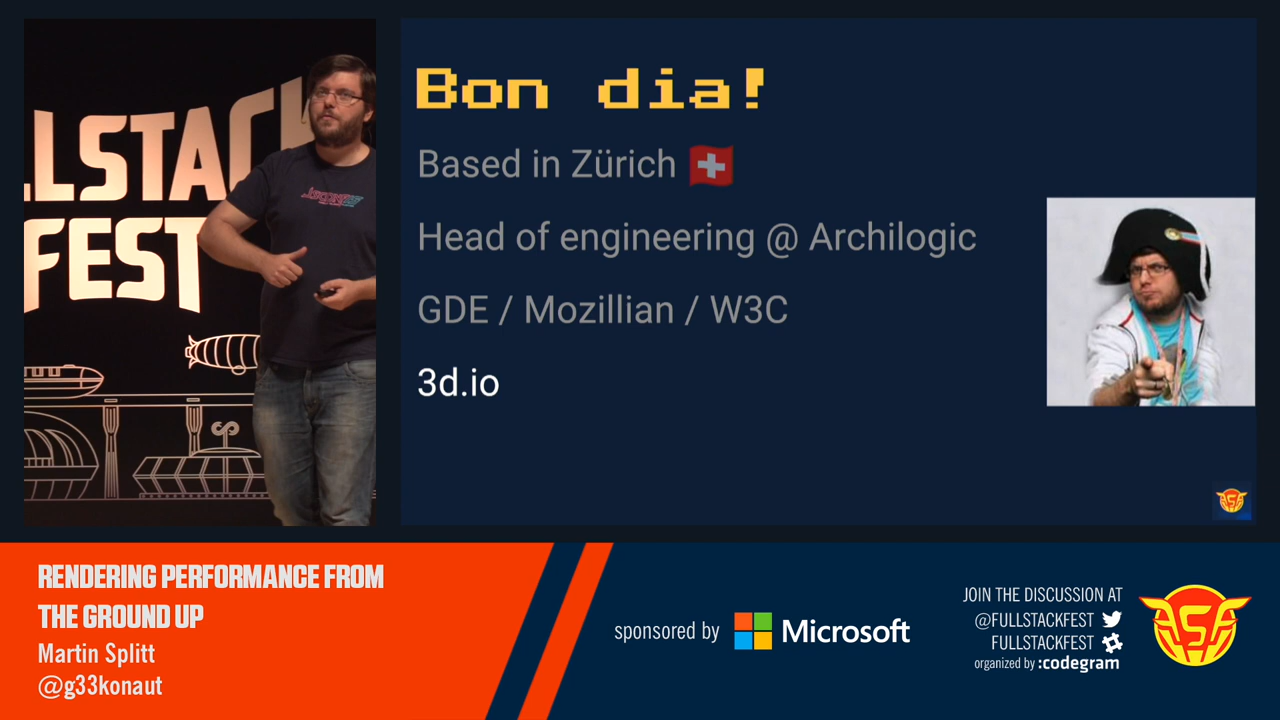 FEST
Bon dia!
Based in Zürich
Head of engineering @ Archilogic
GDE / Mozillian / W3C
3d.io
RENDERING PERFORMANCE FROM
THE GROUND UP
Martin Splitt
@g33konaut
sponsored by
Microsoft
JOIN THE DISCUSSION AT
@FULLSTACKFEST
FULLSTACKFEST
organized by :codegram